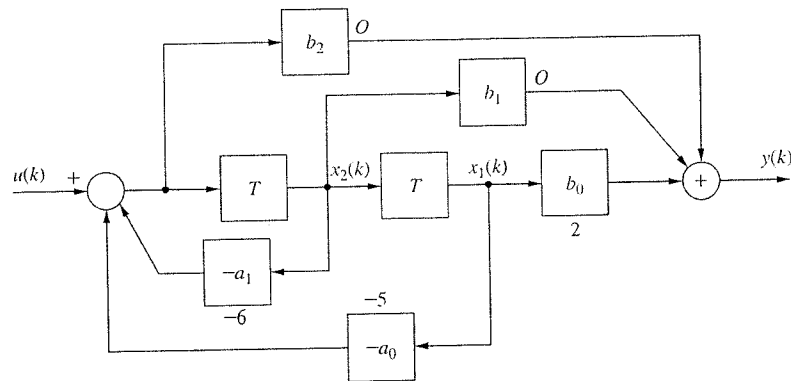 b₂ O
b₁ O
u(k) + T x₂(k) T x₁(k) b₀ + y(k)
2
−a₁
−6
−5
−a₀